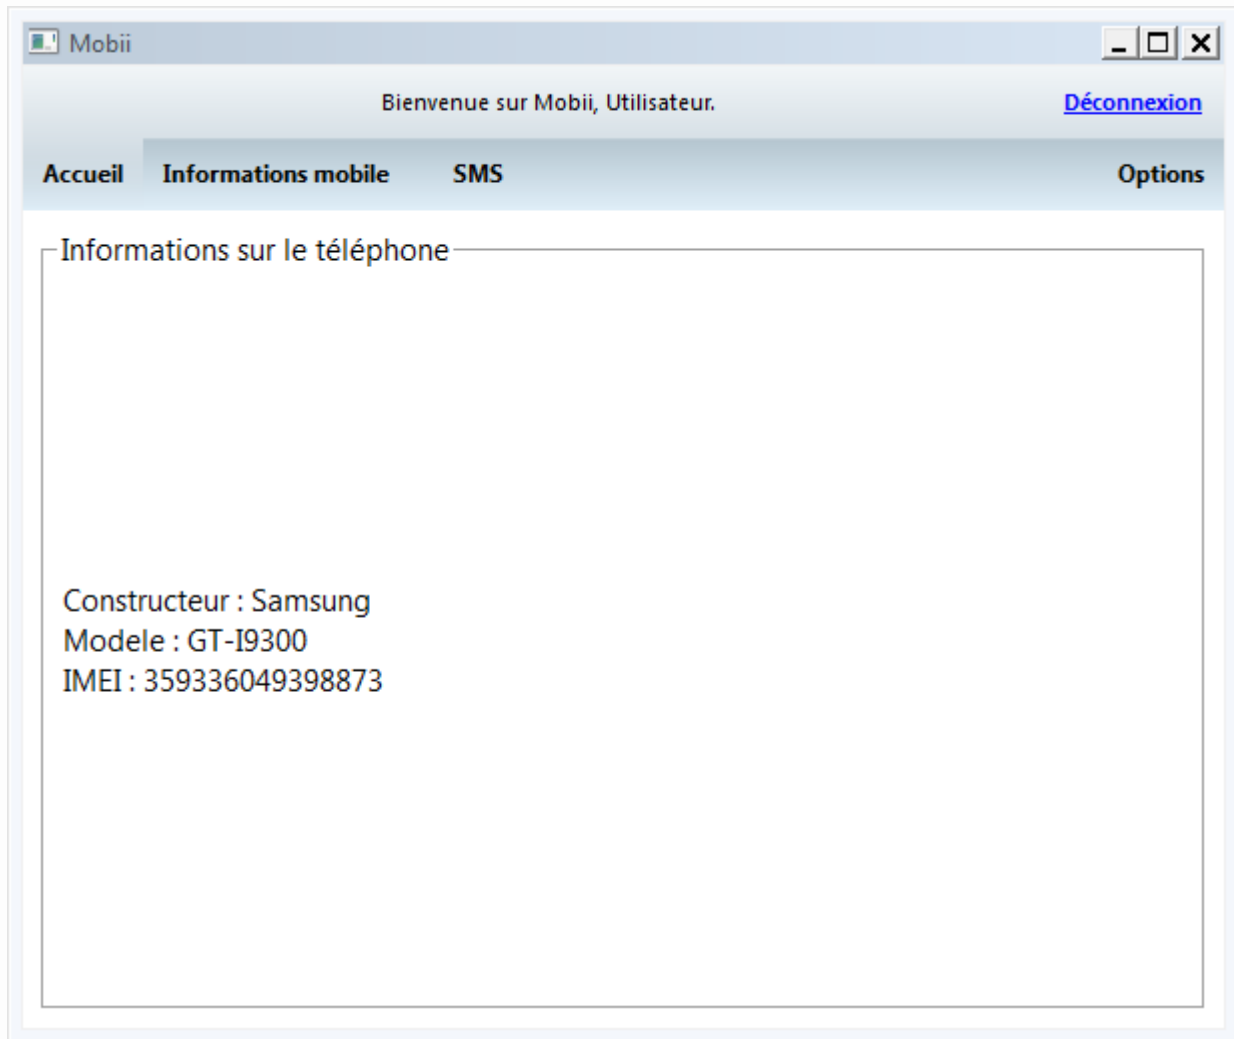 Mobii
Bienvenue sur Mobii, Utilisateur. Déconnexion
Accueil Informations mobile SMS Options
Informations sur le téléphone
Constructeur : Samsung
Modele : GT-I9300
IMEI : 359336049398873